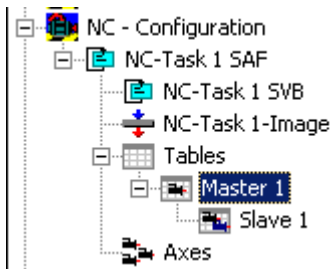 NC - Configuration
NC-Task 1 SAF
NC-Task 1 SVB
NC-Task 1-Image
Tables
Master 1
Slave 1
Axes